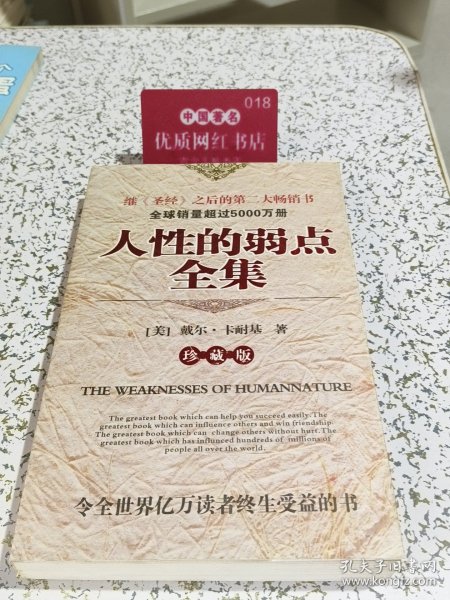 018
中国著名
优质网红书店
继《圣经》之后的第二大畅销书
全球销量超过5000万册
人性的弱点
全集
[美] 戴尔·卡耐基 著
珍藏版
THE WEAKNESSES OF HUMANNATURE
The greatest book which can help you succeed easily. The
greatest book which can influence others and win friendship.
The greatest book which can change others without hurt. The
greatest book which has influnced hundreds of millions of
people all over the world.
令全世界亿万读者终生受益的书
孔夫子旧书网
www.kongfz.com